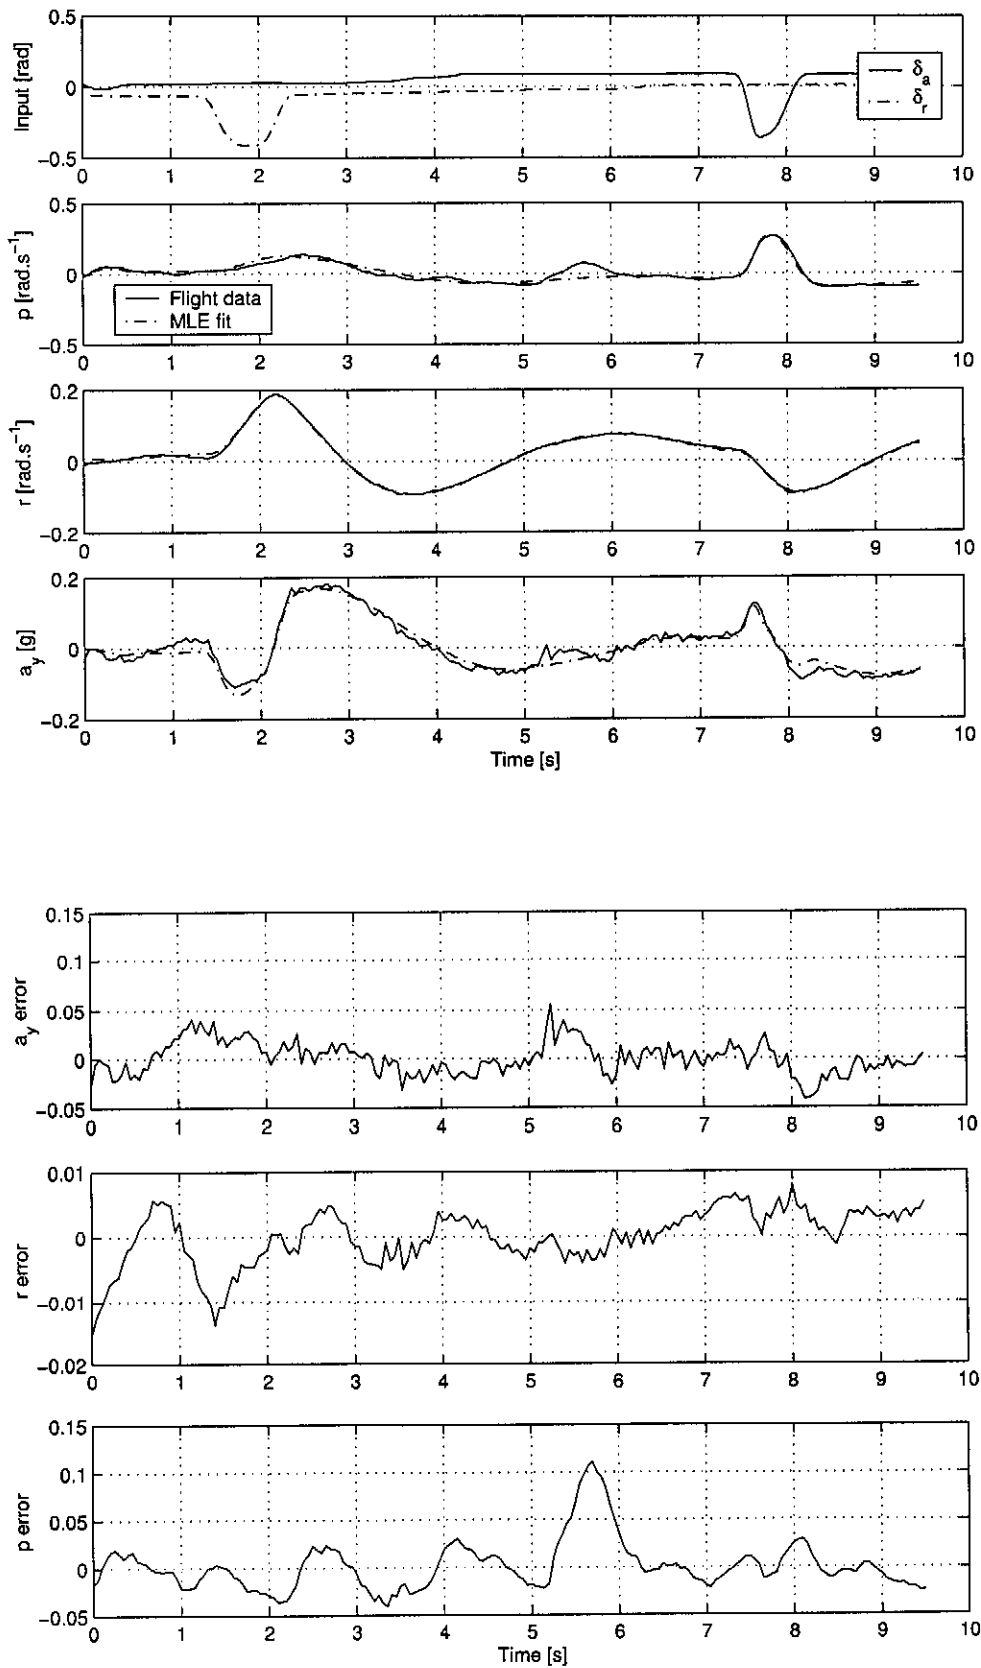 0.5
0
−0.5
Input [rad]
δa
δr
0 1 2 3 4 5 6 7 8 9 10
0.5
0
−0.5
p [rad.s−1]
Flight data
MLE fit
0 1 2 3 4 5 6 7 8 9 10
0.2
0
−0.2
r [rad.s−1]
0 1 2 3 4 5 6 7 8 9 10
0.2
0
−0.2
ay [g]
0 1 2 3 4 5 6 7 8 9 10
Time [s]
0.15
0.1
0.05
0
−0.05
ay error
0 1 2 3 4 5 6 7 8 9 10
0.01
0
−0.01
−0.02
r error
0 1 2 3 4 5 6 7 8 9 10
0.15
0.1
0.05
0
−0.05
p error
0 1 2 3 4 5 6 7 8 9 10
Time [s]